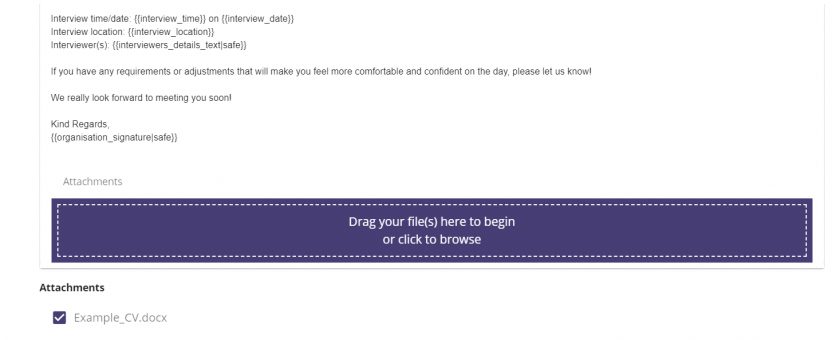 Interview time/date: {{interview_time}} on {{interview_date}}
Interview location: {{interview_location}}
Interviewer(s): {{interviewers_details_text|safe}}
If you have any requirements or adjustments that will make you feel more comfortable and confident on the day, please let us know!
We really look forward to meeting you soon!
Kind Regards,
{{organisation_signature|safe}}
Attachments
Drag your file(s) here to begin
or click to browse
Attachments
Example_CV.docx